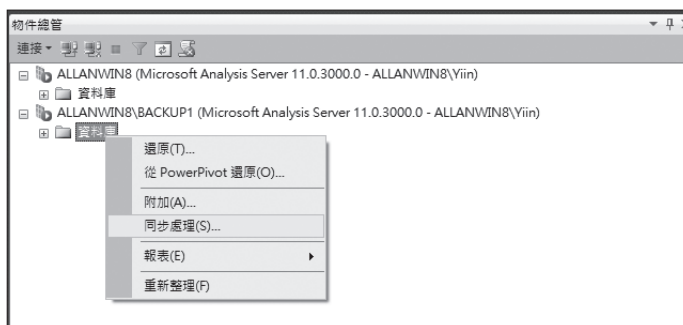 物件總管
連接
ALLANWIN8 (Microsoft Analysis Server 11.0.3000.0 - ALLANWIN8\Yiin)
資料庫
ALLANWIN8\BACKUP1 (Microsoft Analysis Server 11.0.3000.0 - ALLANWIN8\Yiin)
資料庫
還原(T)...
從 PowerPivot 還原(O)...
附加(A)...
同步處理(S)...
報表(E)
重新整理(F)